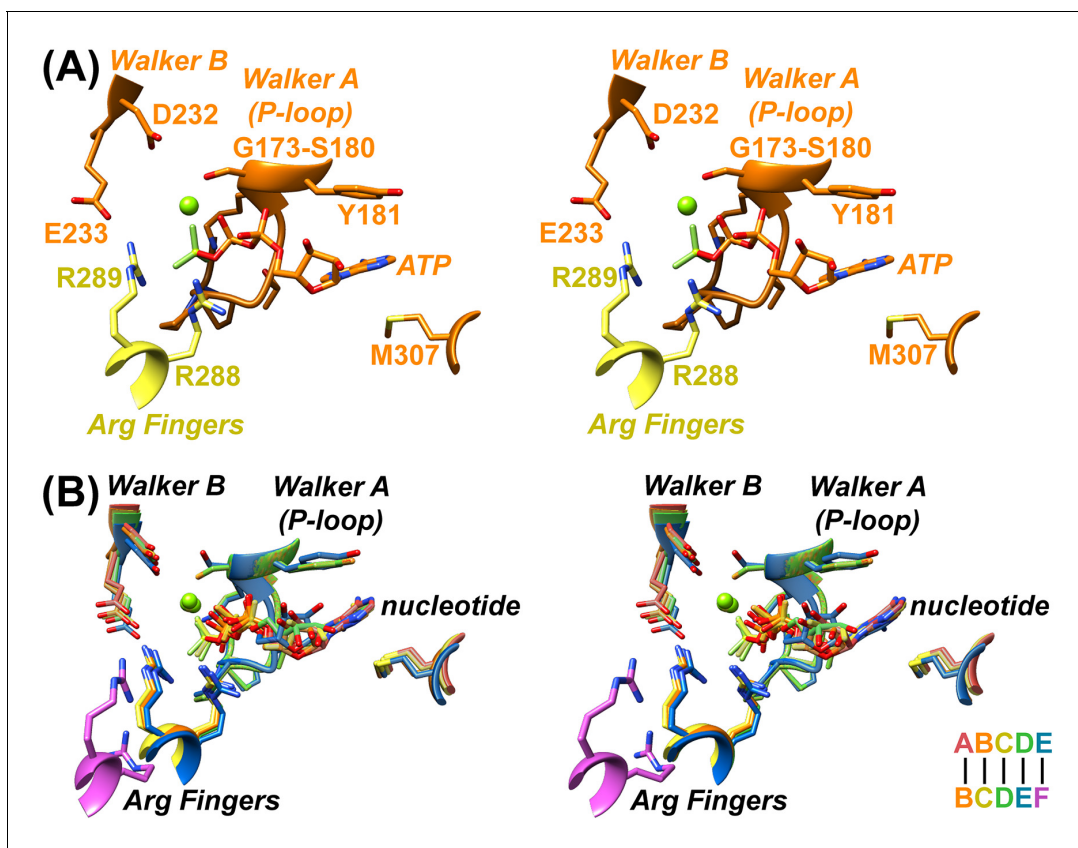 (A)
Walker B
D232
Walker A
(P-loop)
G173-S180
Y181
E233
R289
ATP
M307
R288
Arg Fingers
Walker B
D232
Walker A
(P-loop)
G173-S180
Y181
E233
R289
ATP
M307
R288
Arg Fingers
(B)
Walker B
Walker A
(P-loop)
nucleotide
Arg Fingers
Walker B
Walker A
(P-loop)
nucleotide
Arg Fingers
ABCDE
BCDEF